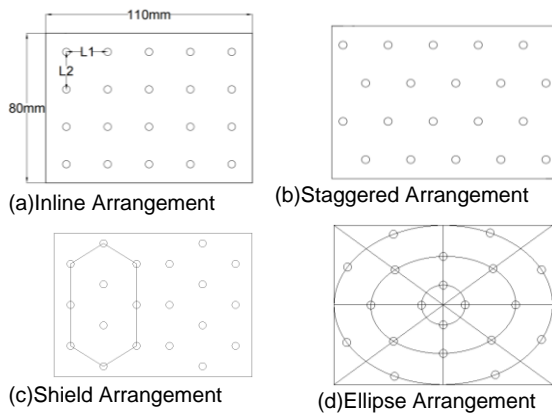 110mm
L1
L2
80mm
(a)Inline Arrangement
(b)Staggered Arrangement
(c)Shield Arrangement
(d)Ellipse Arrangement